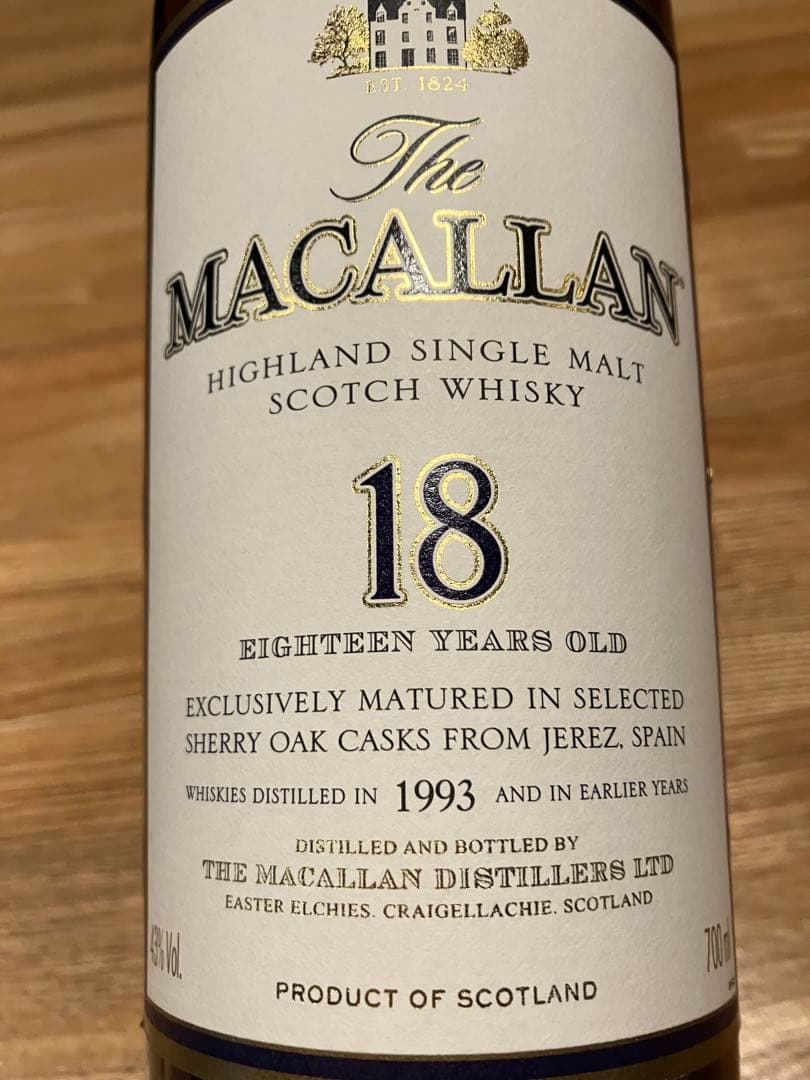 EST. 1824
The
MACALLAN
HIGHLAND SINGLE MALT
SCOTCH WHISKY
18
EIGHTEEN YEARS OLD
EXCLUSIVELY MATURED IN SELECTED
SHERRY OAK CASKS FROM JEREZ, SPAIN
WHISKIES DISTILLED IN 1993 AND IN EARLIER YEARS
DISTILLED AND BOTTLED BY
THE MACALLAN DISTILLERS LTD
EASTER ELCHIES. CRAIGELLACHIE. SCOTLAND
43% Vol. 700 ml
PRODUCT OF SCOTLAND